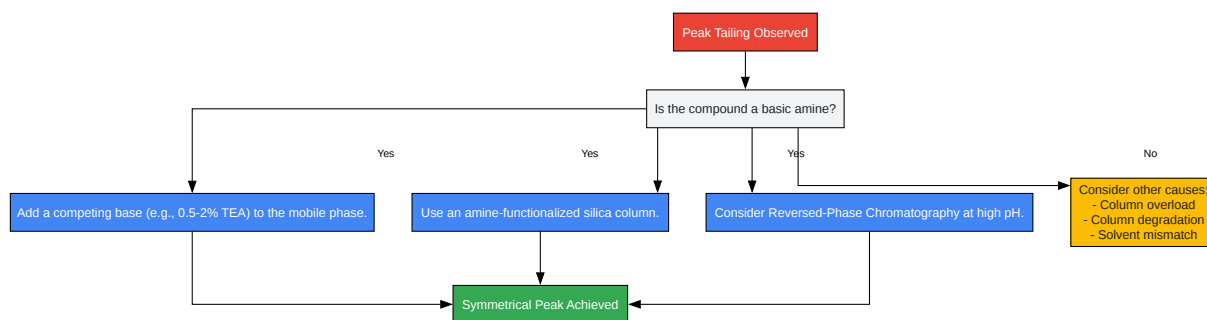 Peak Tailing Observed
Is the compound a basic amine?
Yes
Yes
Yes
No
Add a competing base (e.g., 0.5-2% TEA) to the mobile phase.
Use an amine-functionalized silica column.
Consider Reversed-Phase Chromatography at high pH.
Consider other causes:
- Column overload
- Column degradation
- Solvent mismatch
Symmetrical Peak Achieved